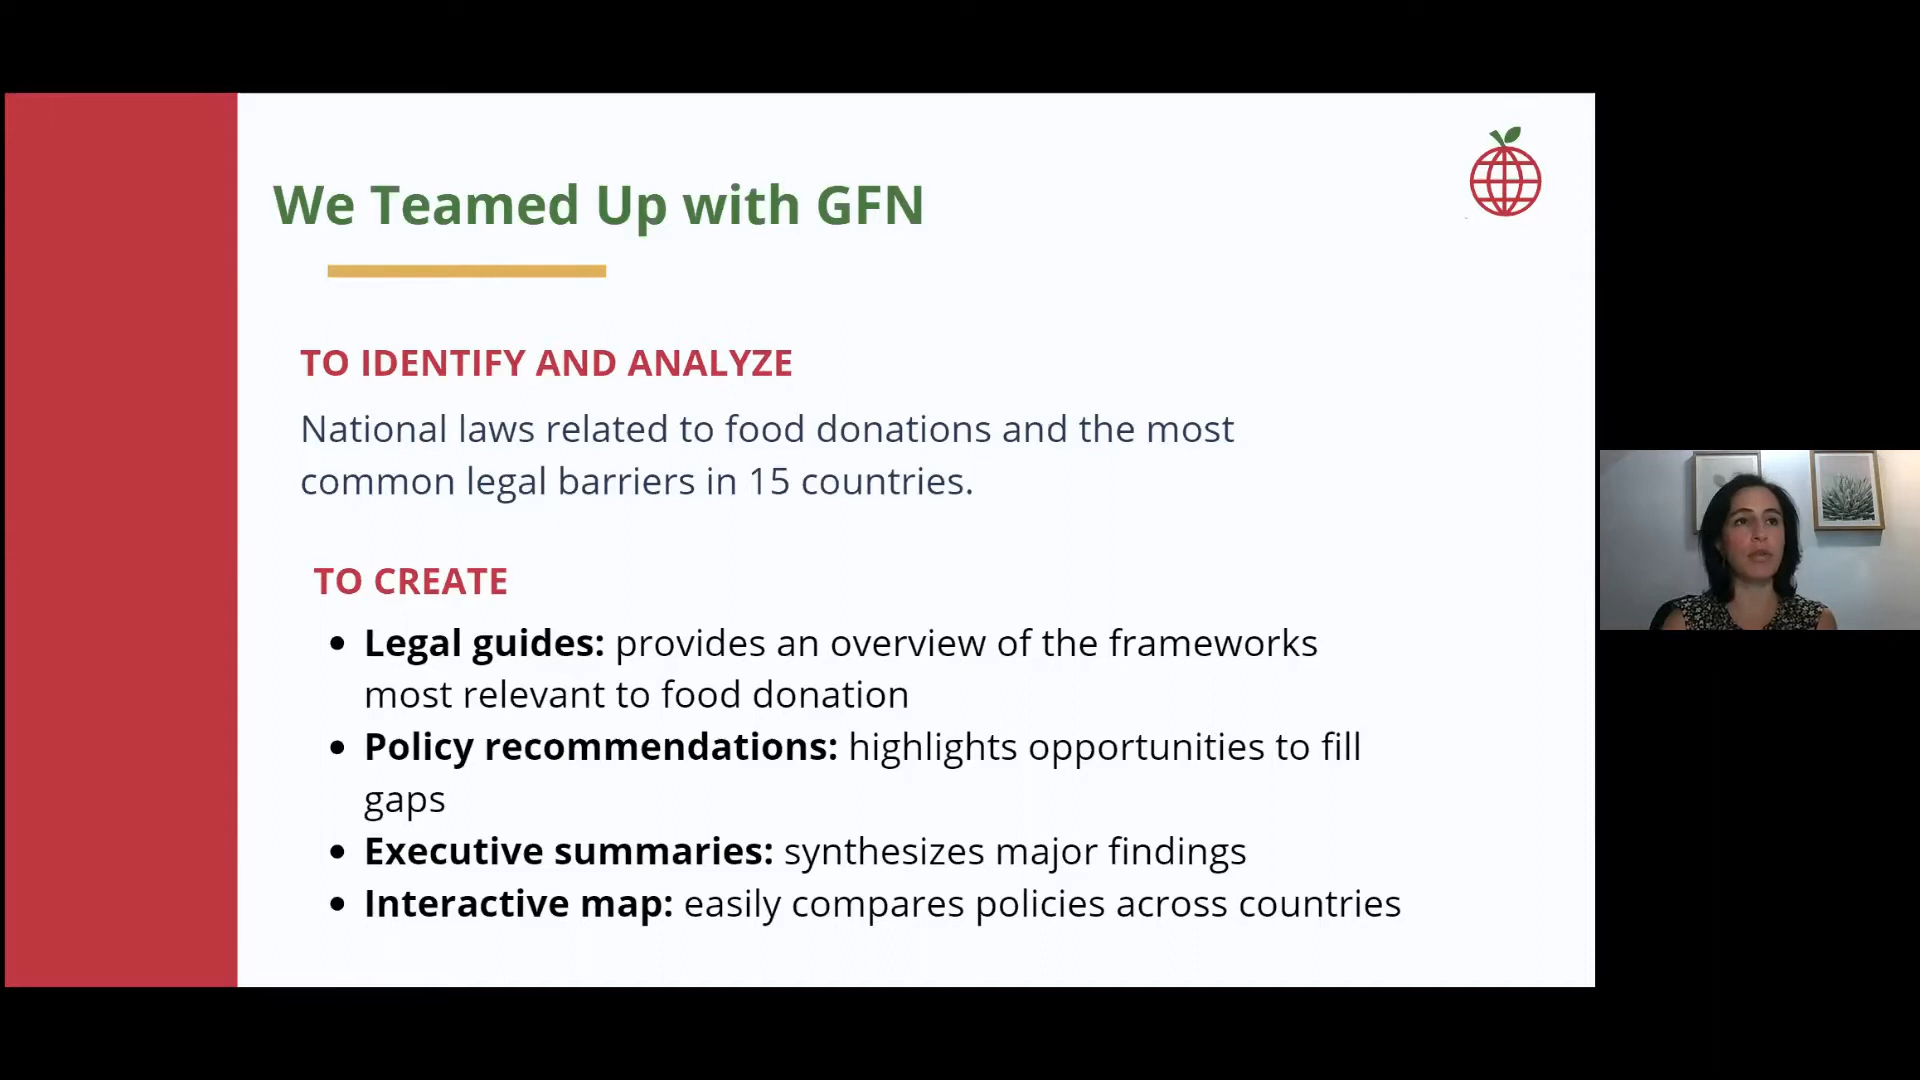 We Teamed Up with GFN
TO IDENTIFY AND ANALYZE
National laws related to food donations and the most
common legal barriers in 15 countries.
TO CREATE
• Legal guides: provides an overview of the frameworks
most relevant to food donation
• Policy recommendations: highlights opportunities to fill
gaps
• Executive summaries: synthesizes major findings
• Interactive map: easily compares policies across countries